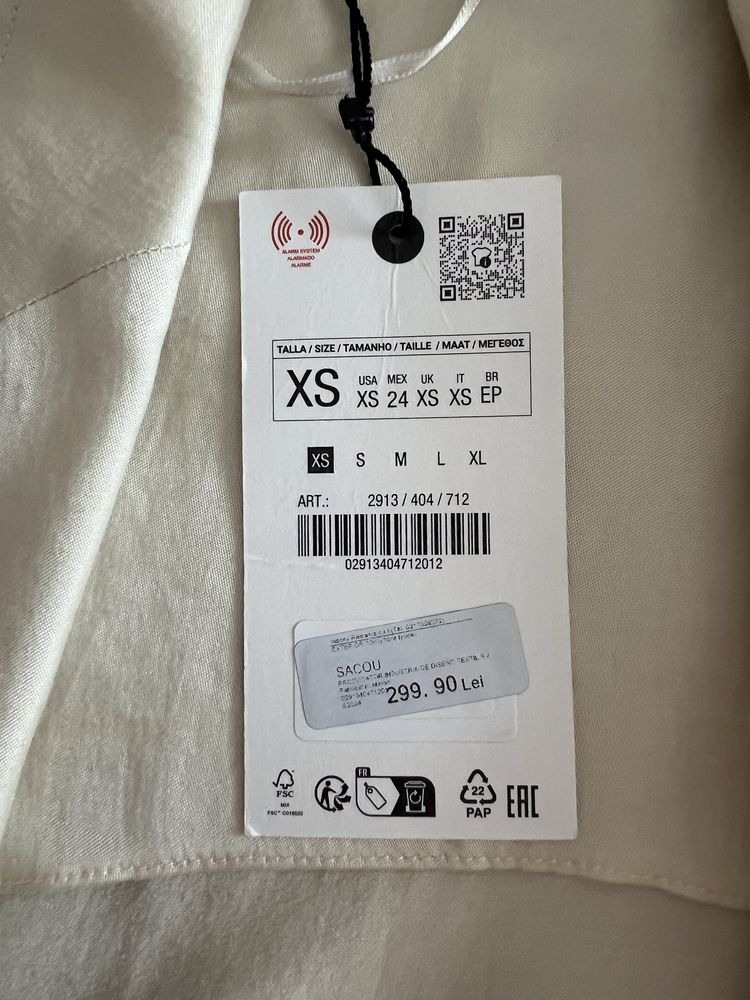 ALARM SYSTEM
ALARMADO
ALARME
TALLA / SIZE / TAMANHO / TAILLE / MAAT / ΜΕΓΕΘΟΣ
XS
USA MEX UK IT BR
XS 24 XS XS EP
XS S M L XL
ART.: 2913 / 404 / 712
02913404712012
SACOU
PRODUCATOR INDUSTRIA DE DISENO TEXTIL S.A
299. 90 Lei
FR
FSC
MIX
22
PAP
EAC